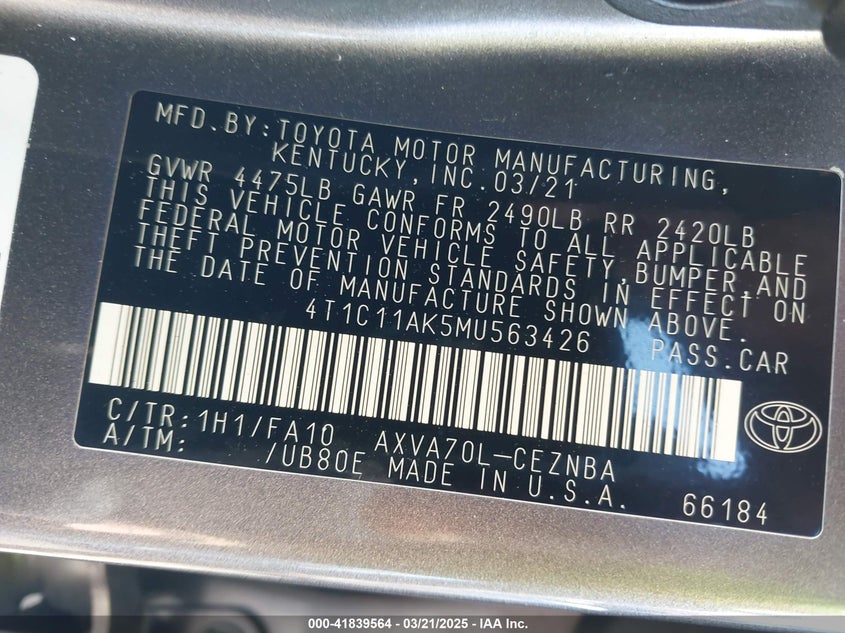 MFD.BY:TOYOTA MOTOR MANUFACTURING,
KENTUCKY,INC.03/21
GVWR 4475LB GAWR FR 2490LB RR 2420LB
THIS VEHICLE CONFORMS TO ALL APPLICABLE
FEDERAL MOTOR VEHICLE SAFETY,BUMPER,AND
THEFT PREVENTION STANDARDS IN EFFECT ON
THE DATE OF MANUFACTURE SHOWN ABOVE.
4T1C11AK5MU563426 PASS.CAR
C/TR:1H1/FA10 AXVA70L-CEZNBA
A/TM: /UB80E MADE IN U.S.A. 66184
000-41839564 - 03/21/2025 - IAA Inc.